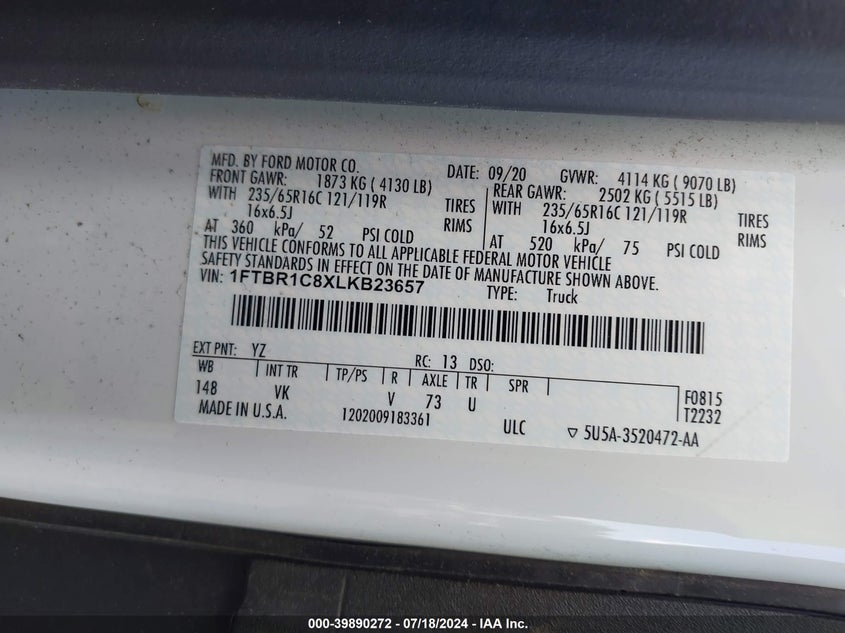 MFD. BY FORD MOTOR CO. DATE: 09/20 GVWR: 4114 KG ( 9070 LB)
FRONT GAWR: 1873 KG ( 4130 LB) REAR GAWR: 2502 KG ( 5515 LB)
WITH 235/65R16C 121/119R TIRES WITH 235/65R16C 121/119R TIRES
16x6.5J RIMS 16x6.5J RIMS
AT 360 kPa/ 52 PSI COLD AT 520 kPa/ 75 PSI COLD
THIS VEHICLE CONFORMS TO ALL APPLICABLE FEDERAL MOTOR VEHICLE
SAFETY STANDARDS IN EFFECT ON THE DATE OF MANUFACTURE SHOWN ABOVE.
VIN: 1FTBR1C8XLKB23657 TYPE: Truck
EXT PNT: YZ RC: 13 DSO:
WB INT TR TP/PS R AXLE TR SPR F0815
148 VK V 73 U T2232
MADE IN U.S.A. 1202009183361 ULC ▽ 5U5A-3520472-AA
000-39890272 - 07/18/2024 - IAA Inc.